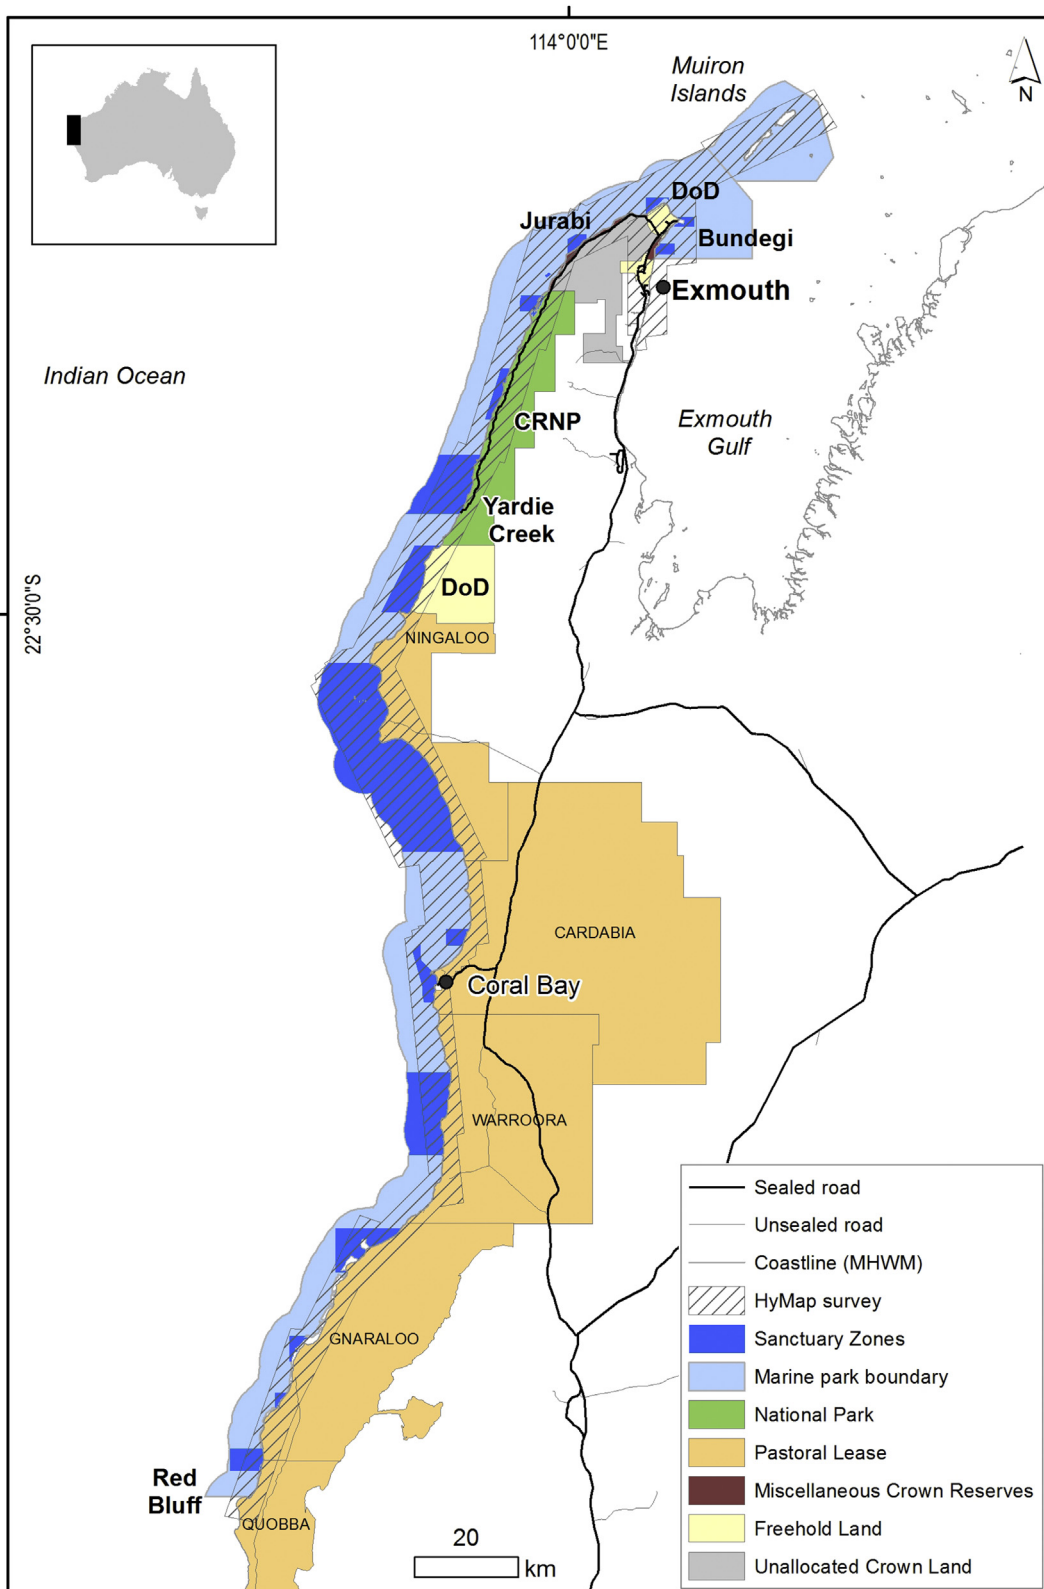 114°0'0"E
Muiron
Islands
N
DoD
Jurabi
Bundegi
Exmouth
Indian Ocean
CRNP
Exmouth
Gulf
Yardie
Creek
DoD
22°30'0"S
NINGALOO
CARDABIA
Coral Bay
WARROORA
GNARALOO
Red
Bluff
QUOBBA
20
km
Sealed road
Unsealed road
Coastline (MHWM)
HyMap survey
Sanctuary Zones
Marine park boundary
National Park
Pastoral Lease
Miscellaneous Crown Reserves
Freehold Land
Unallocated Crown Land